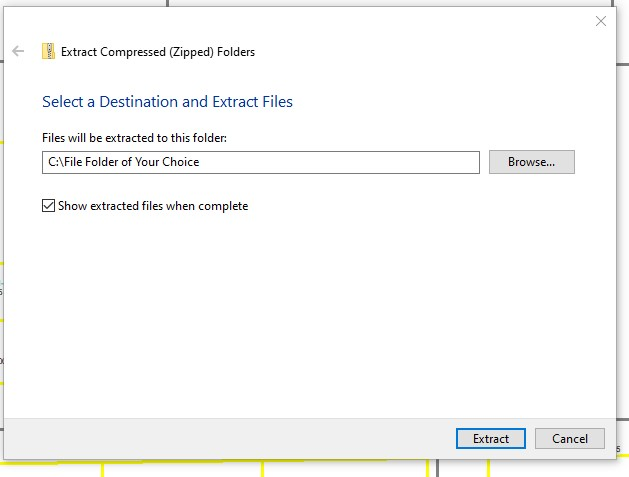 Extract Compressed (Zipped) Folders
Select a Destination and Extract Files
Files will be extracted to this folder:
C:\File Folder of Your Choice
Browse...
Show extracted files when complete
Extract
Cancel